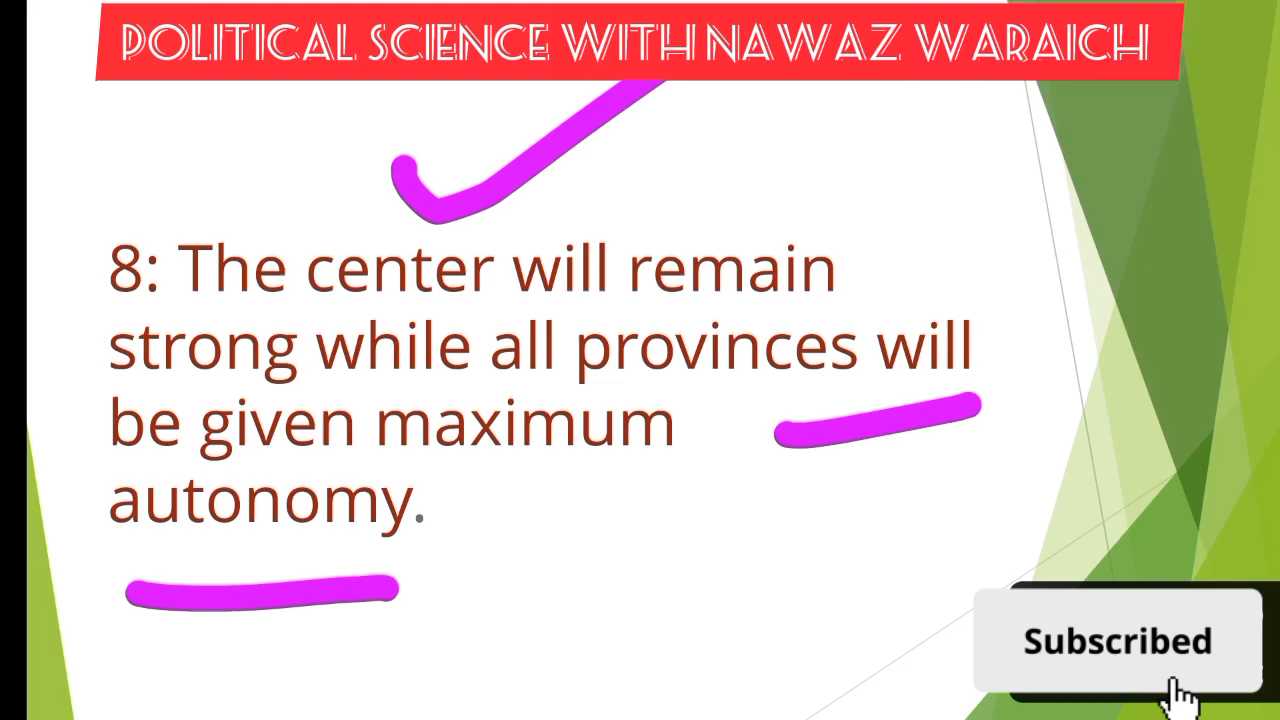 POLITICAL SCIENCE WITH NAWAZ WARAICH
8: The center will remain
strong while all provinces will
be given maximum
autonomy.
Subscribed